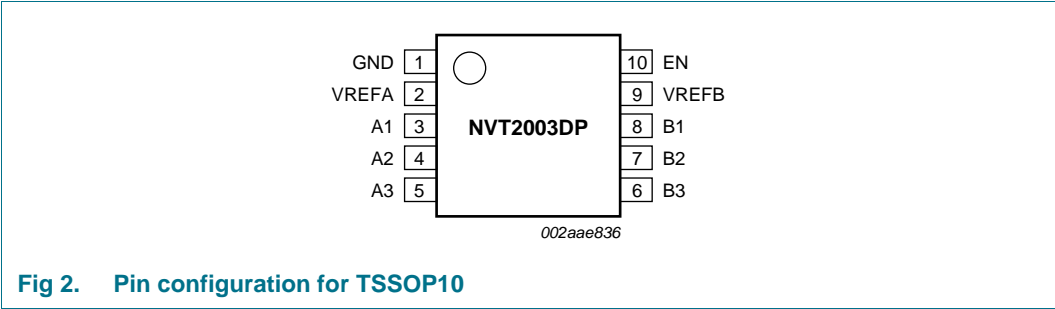 GND 1
10 EN
VREFA 2
9 VREFB
A1 3
NVT2003DP
8 B1
A2 4
7 B2
A3 5
6 B3
002aae836
Fig 2. Pin configuration for TSSOP10